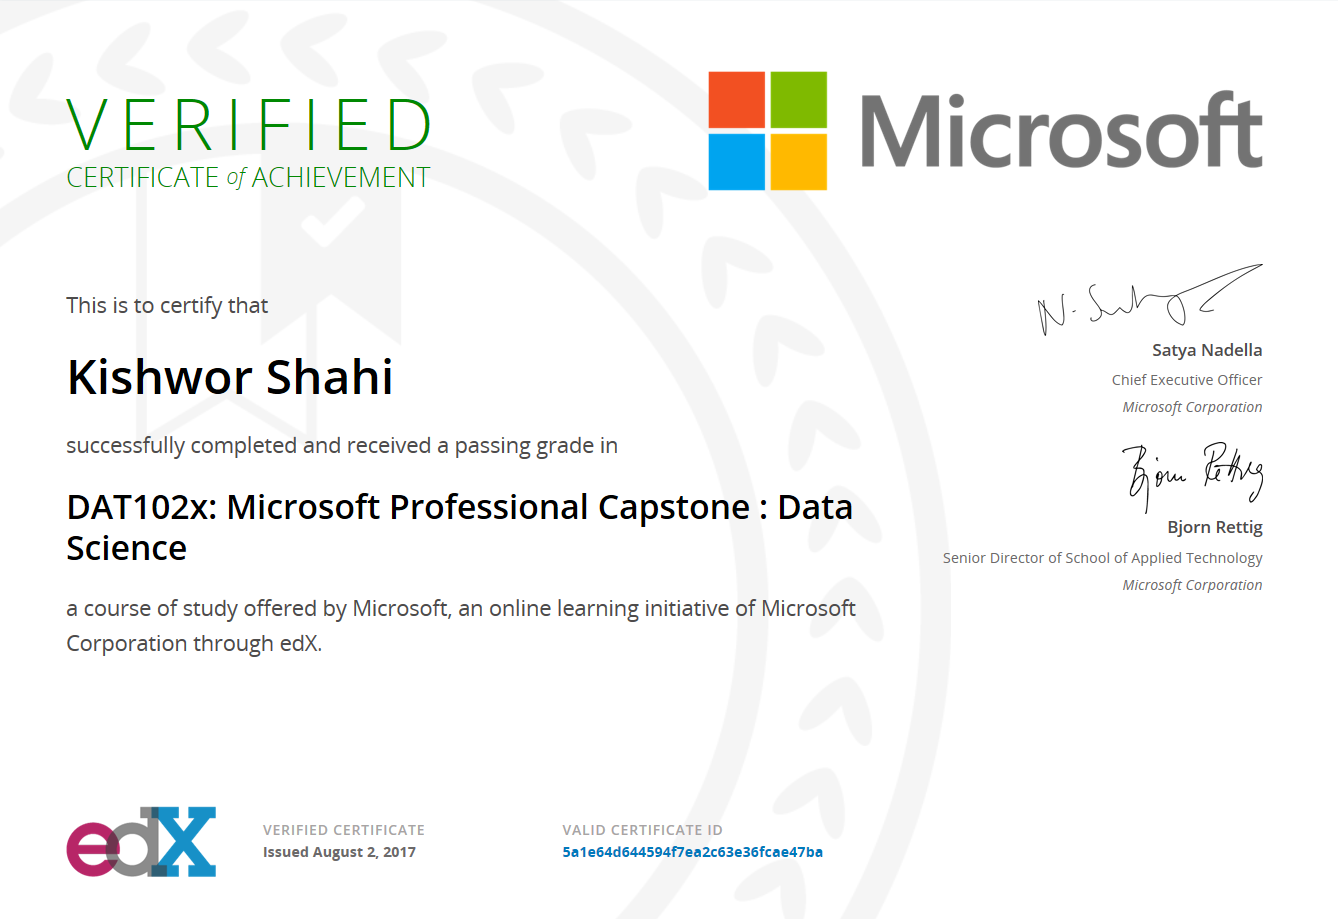 VERIFIED
CERTIFICATE of ACHIEVEMENT
Microsoft
This is to certify that
Kishwor Shahi
successfully completed and received a passing grade in
DAT102x: Microsoft Professional Capstone : Data
Science
a course of study offered by Microsoft, an online learning initiative of Microsoft
Corporation through edX.
Satya Nadella
Chief Executive Officer
Microsoft Corporation
Bjorn Rettig
Bjorn Rettig
Senior Director of School of Applied Technology
Microsoft Corporation
edX
VERIFIED CERTIFICATE
Issued August 2, 2017
VALID CERTIFICATE ID
5a1e64d644594f7ea2c63e36fcae47ba